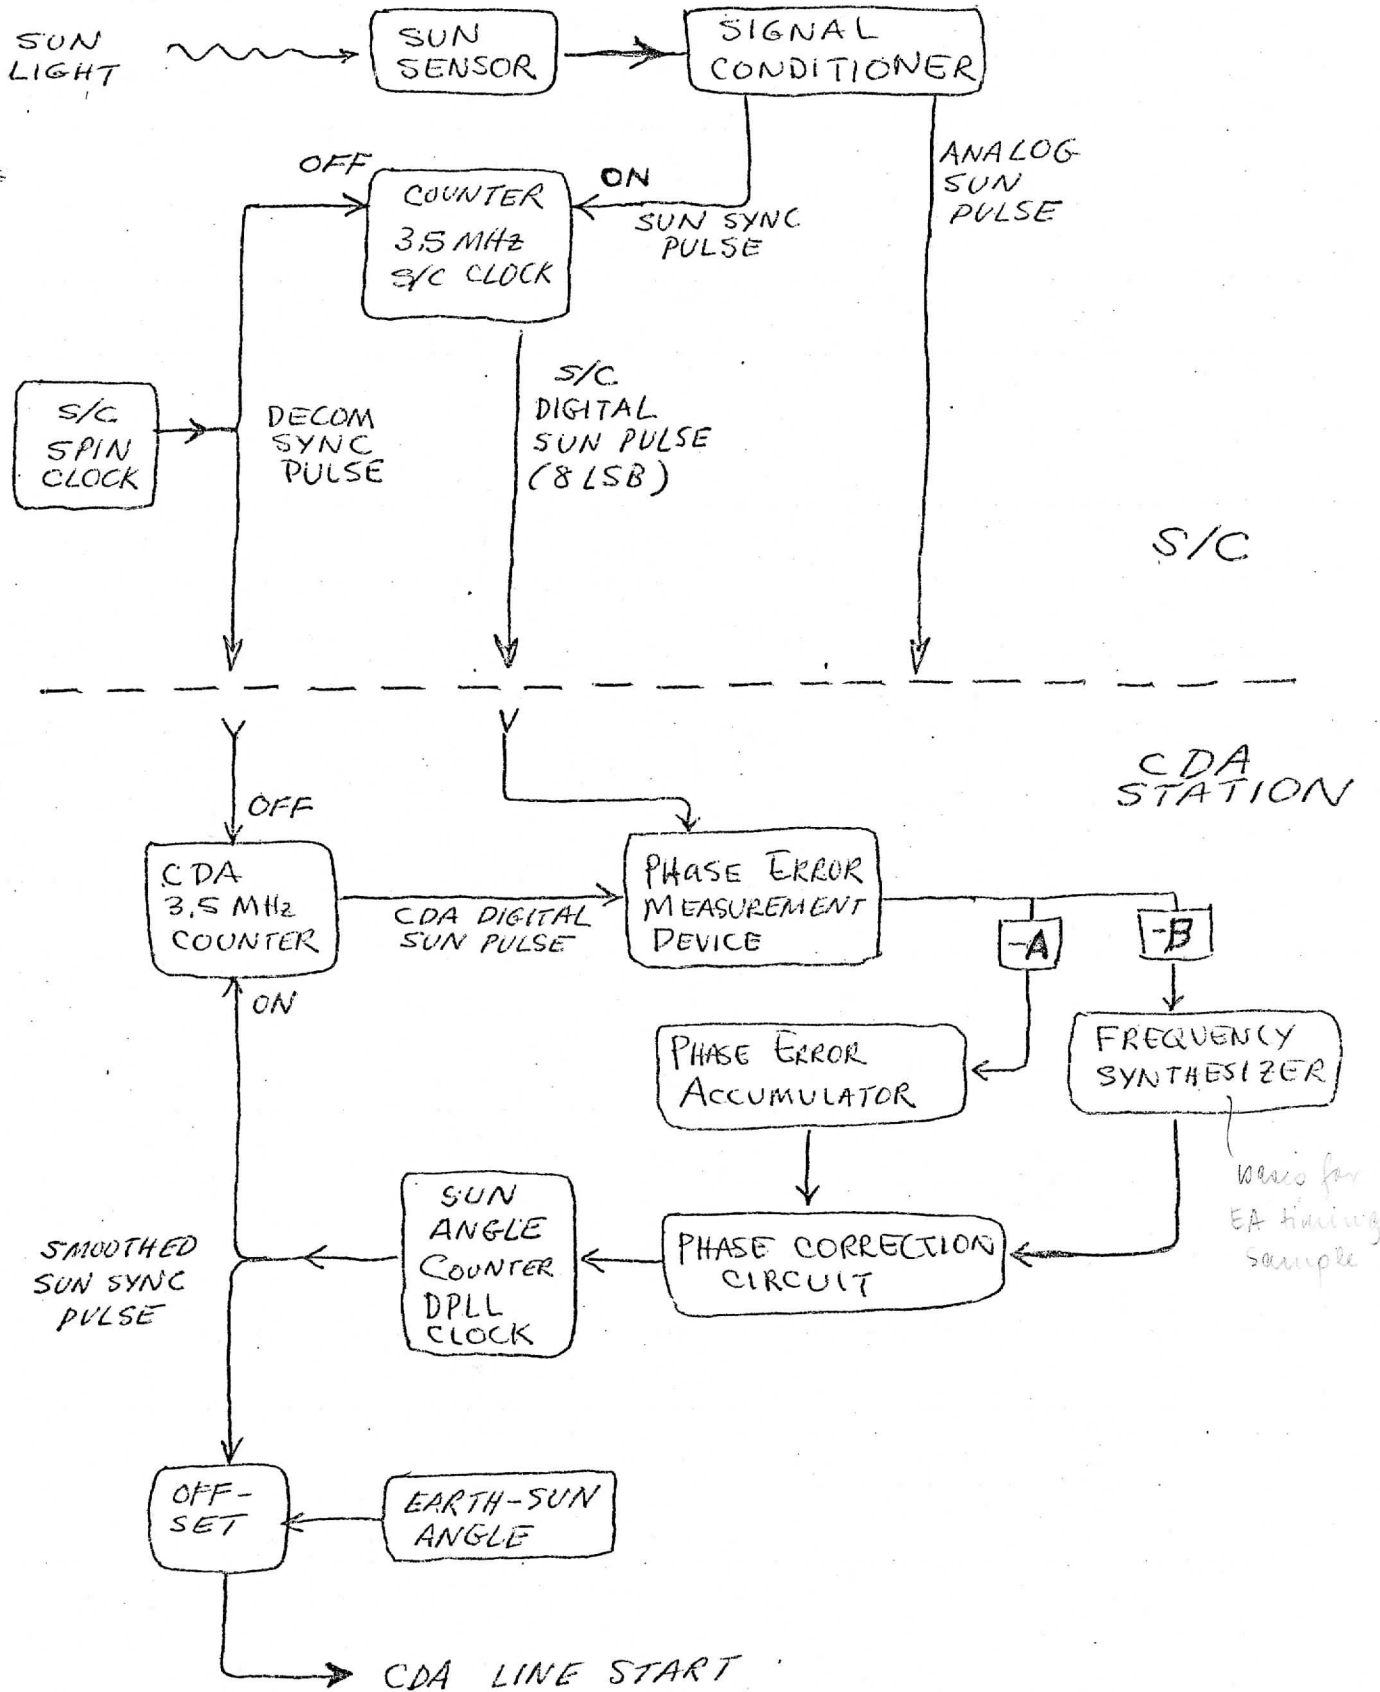 SUN
LIGHT
SUN
SENSOR
SIGNAL
CONDITIONER
OFF
COUNTER
3.5 MHz
S/C CLOCK
ON
SUN SYNC
PULSE
ANALOG
SUN
PULSE
S/C
SPIN
CLOCK
DECOM
SYNC
PULSE
S/C
DIGITAL
SUN PULSE
(8 LSB)
S/C
CDA
STATION
OFF
CDA
3.5 MHz
COUNTER
CDA DIGITAL
SUN PULSE
PHASE ERROR
MEASUREMENT
DEVICE
-A
-B
ON
PHASE ERROR
ACCUMULATOR
FREQUENCY
SYNTHESIZER
for
EA timing
sample
SMOOTHED
SUN SYNC
PULSE
SUN
ANGLE
COUNTER
DPLL
CLOCK
PHASE CORRECTION
CIRCUIT
OFF-
SET
EARTH-SUN
ANGLE
CDA LINE START